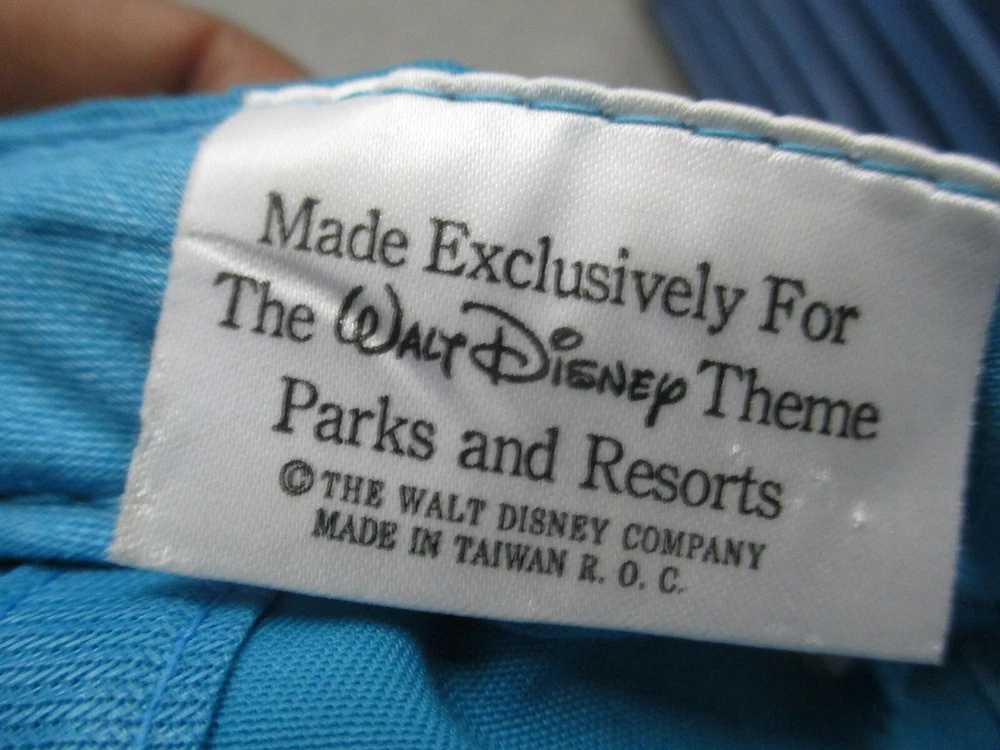 Made Exclusively For
The Walt Disney Theme
Parks and Resorts
© THE WALT DISNEY COMPANY
MADE IN TAIWAN R. O. C.